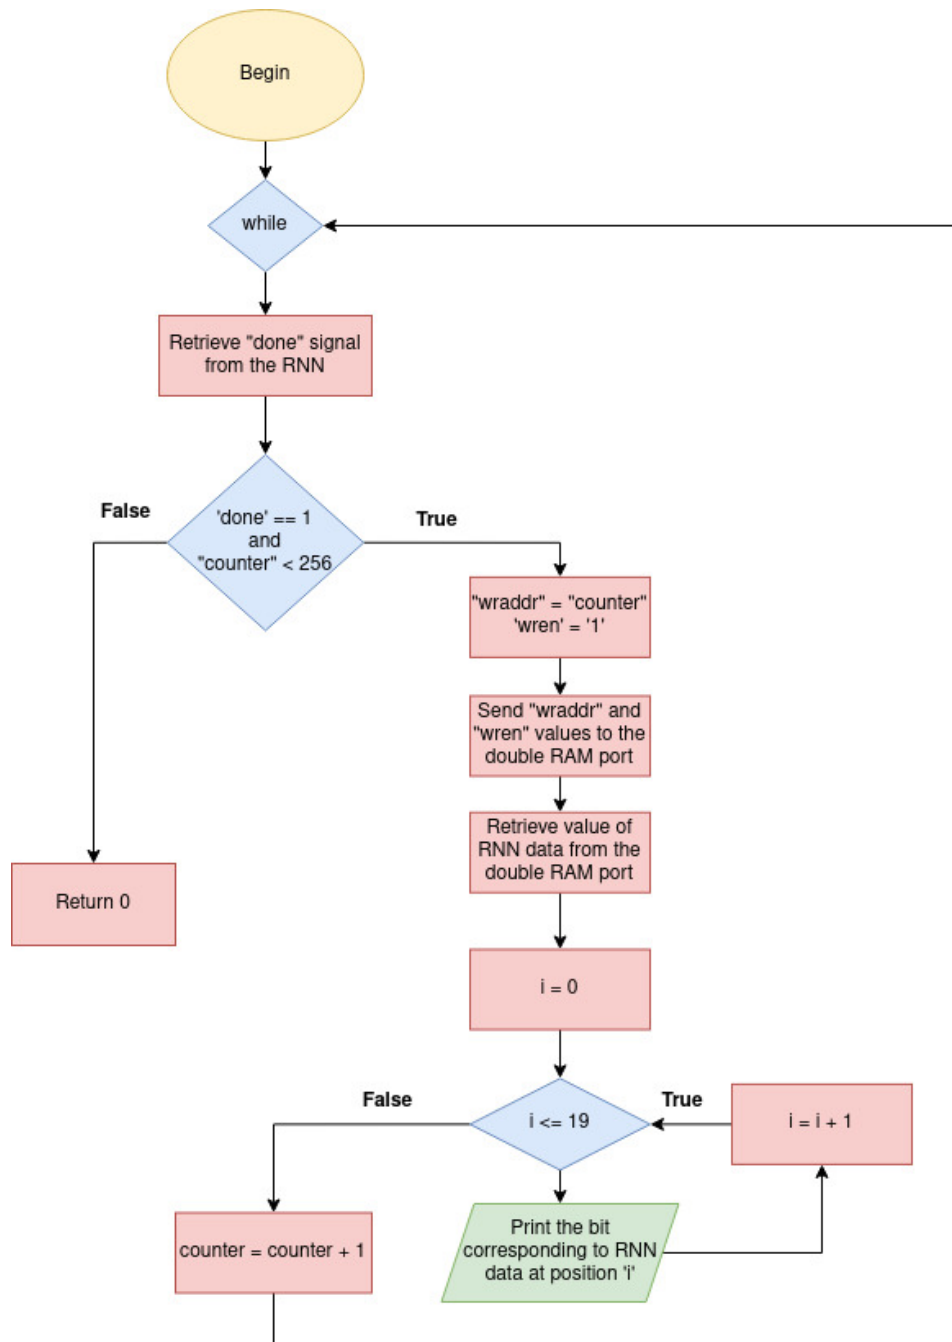 Begin
while
Retrieve "done" signal
from the RNN
False
'done' == 1
and
"counter" < 256
True
"wraddr" = "counter"
'wren' = '1'
Send "wraddr" and
"wren" values to the
double RAM port
Retrieve value of
RNN data from the
double RAM port
Return 0
i = 0
False
i <= 19
True
i = i + 1
Print the bit
corresponding to RNN
data at position 'i'
counter = counter + 1